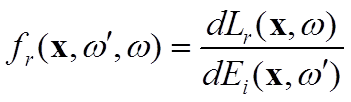 f_r(x, ω′, ω) = dL_r(x, ω) / dE_i(x, ω′)